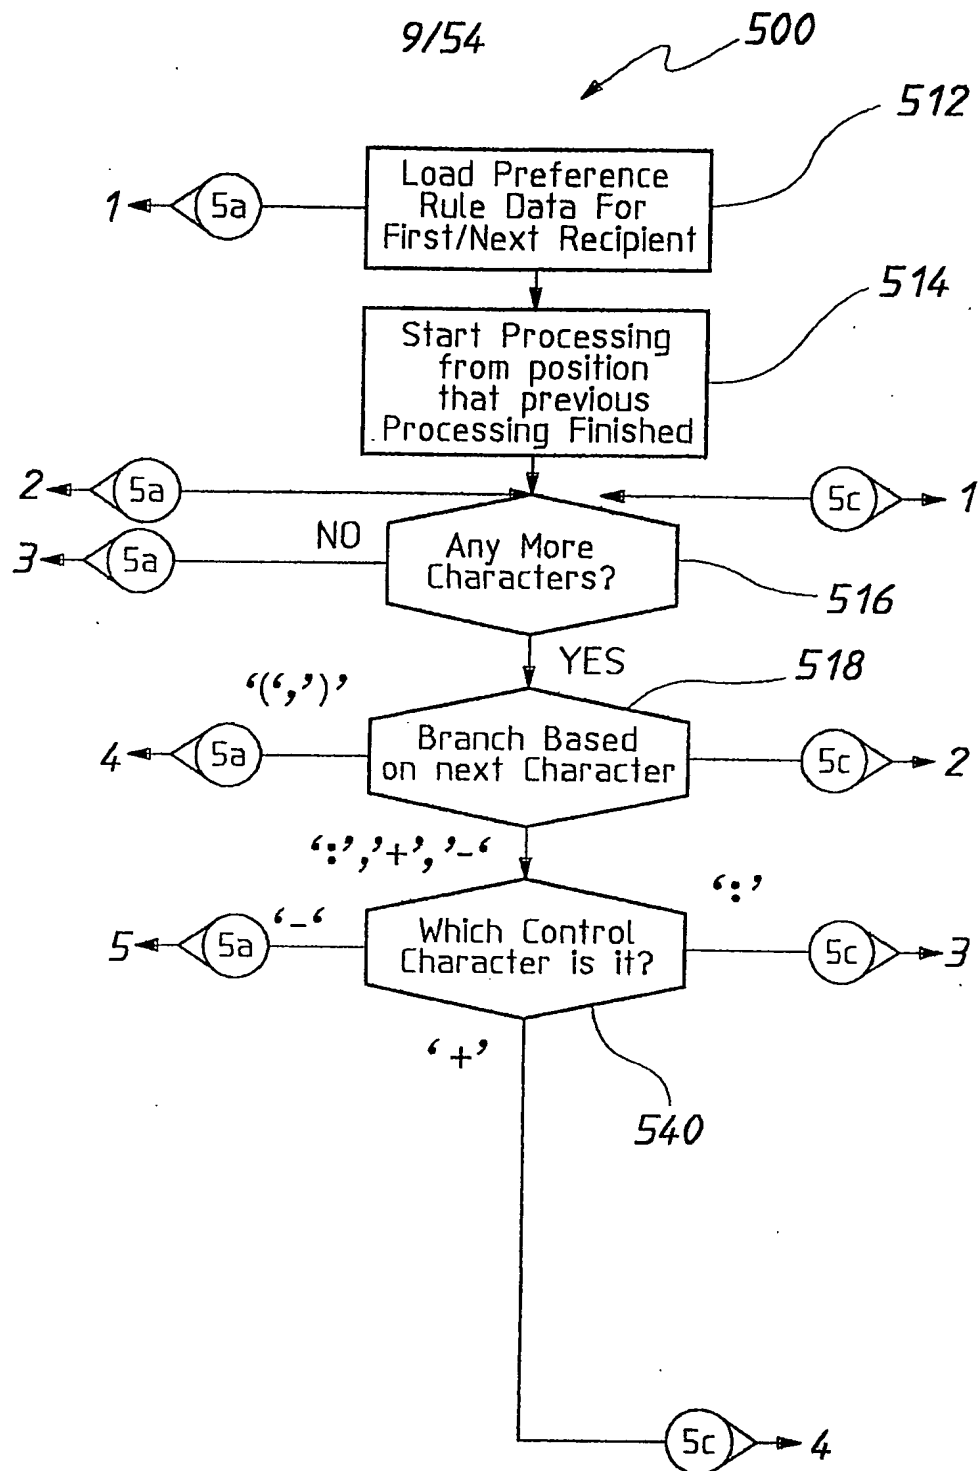 9/54
500
512
Load Preference
Rule Data For
First/Next Recipient
1
5a
514
Start Processing
from position
that previous
Processing Finished
2
5a
5c
1
NO
3
5a
Any More
Characters?
516
YES
518
‘(‘,’)’
4
5a
Branch Based
on next Character
5c
2
‘:’,’+’,’-‘
‘:’
5
5a
‘-‘
Which Control
Character is it?
5c
3
‘+’
540
5c
4